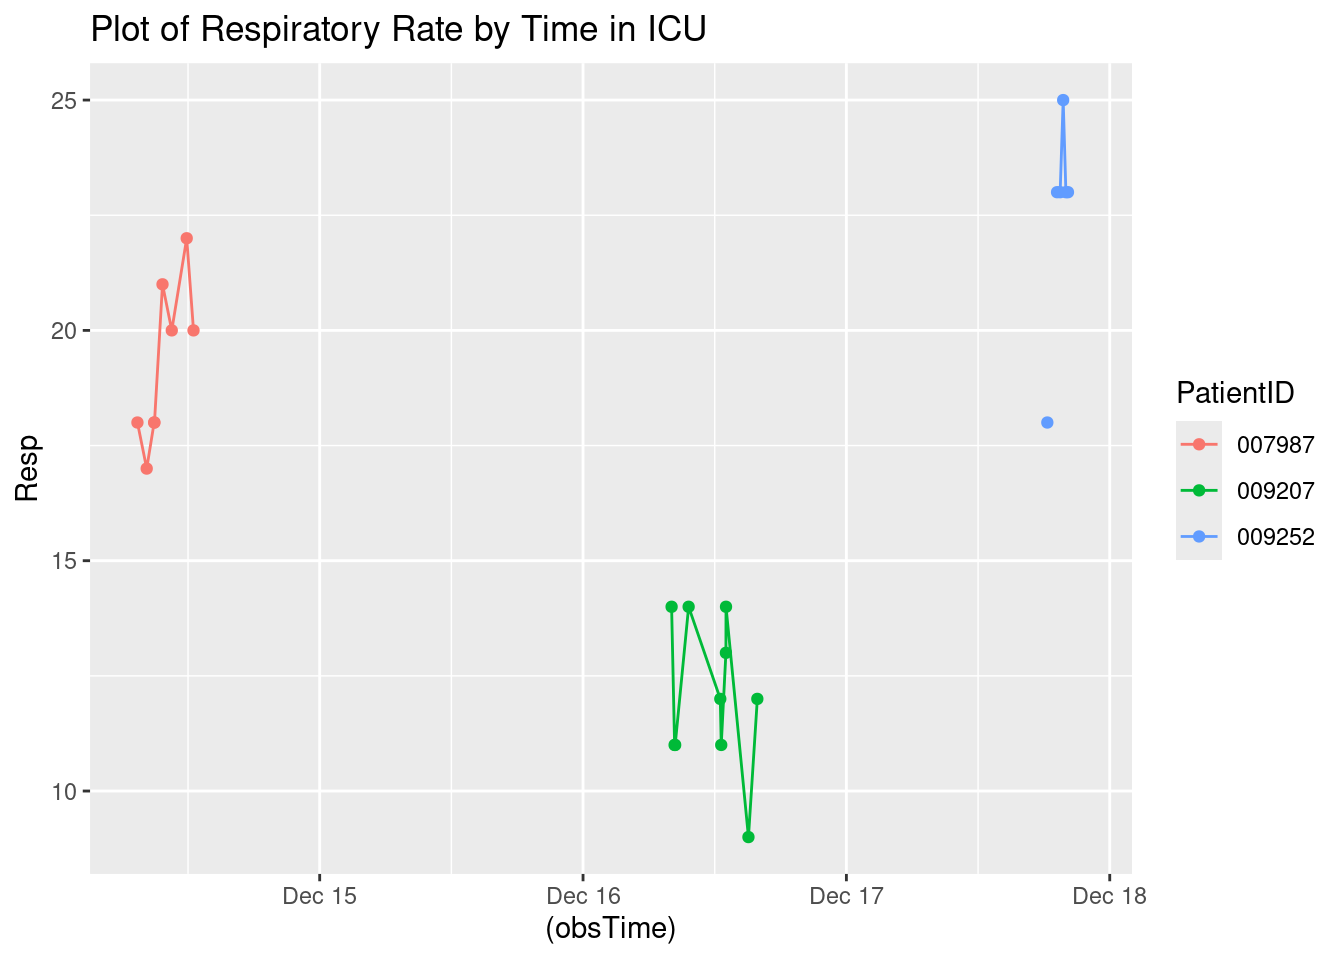 Plot of Respiratory Rate by Time in ICU
25
20
15
10
Resp
Dec 15
Dec 16
Dec 17
Dec 18
(obsTime)
PatientID
007987
009207
009252